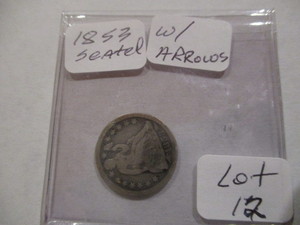 1853
Seated
w/
ARROWS
Lot
12